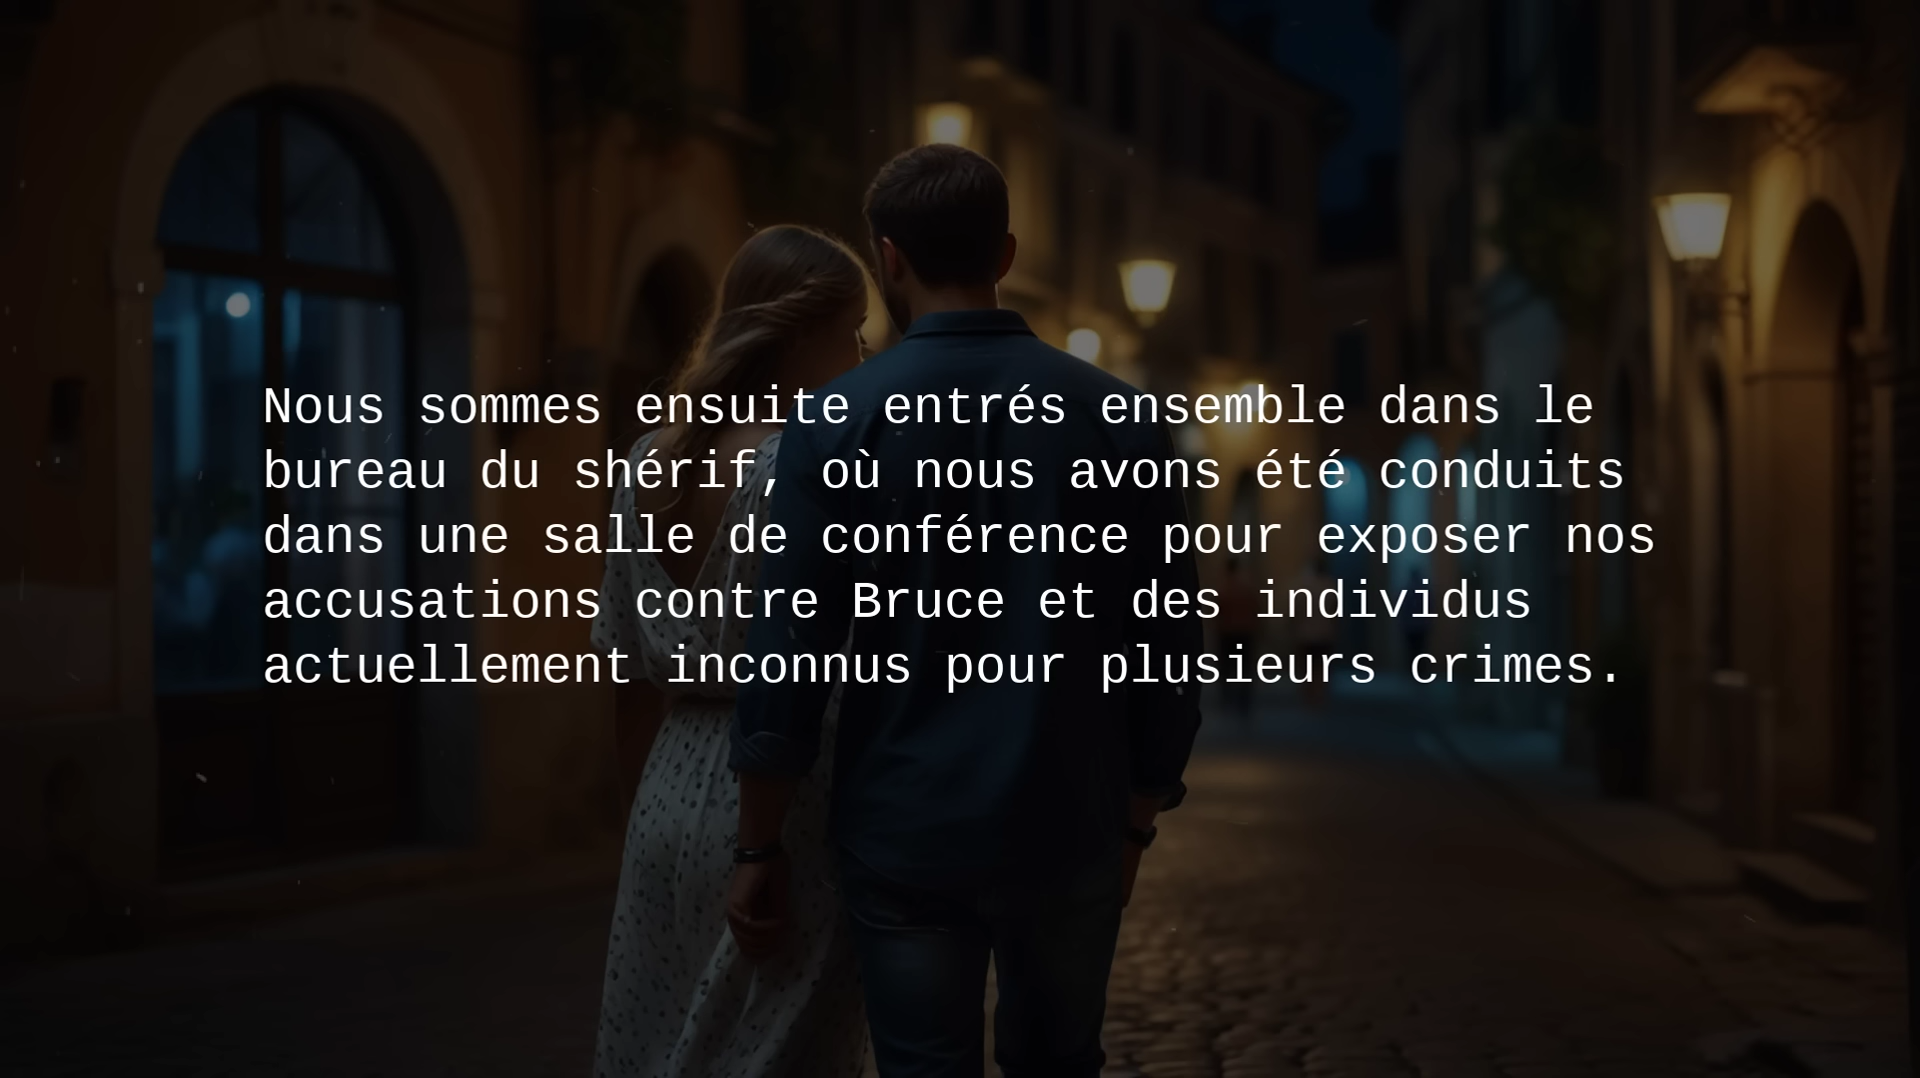 Nous sommes ensuite entrés ensemble dans le
bureau du shérif, où nous avons été conduits
dans une salle de conférence pour exposer nos
accusations contre Bruce et des individus
actuellement inconnus pour plusieurs crimes.